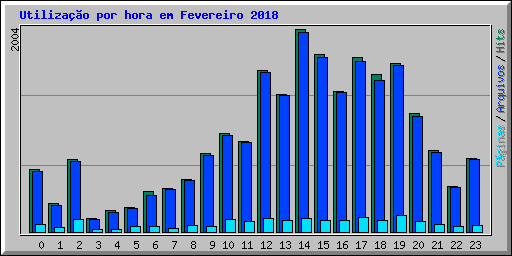 Utilização por hora em Fevereiro 2018
2004
Páginas / Arquivos / Hits
0 1 2 3 4 5 6 7 8 9 10 11 12 13 14 15 16 17 18 19 20 21 22 23